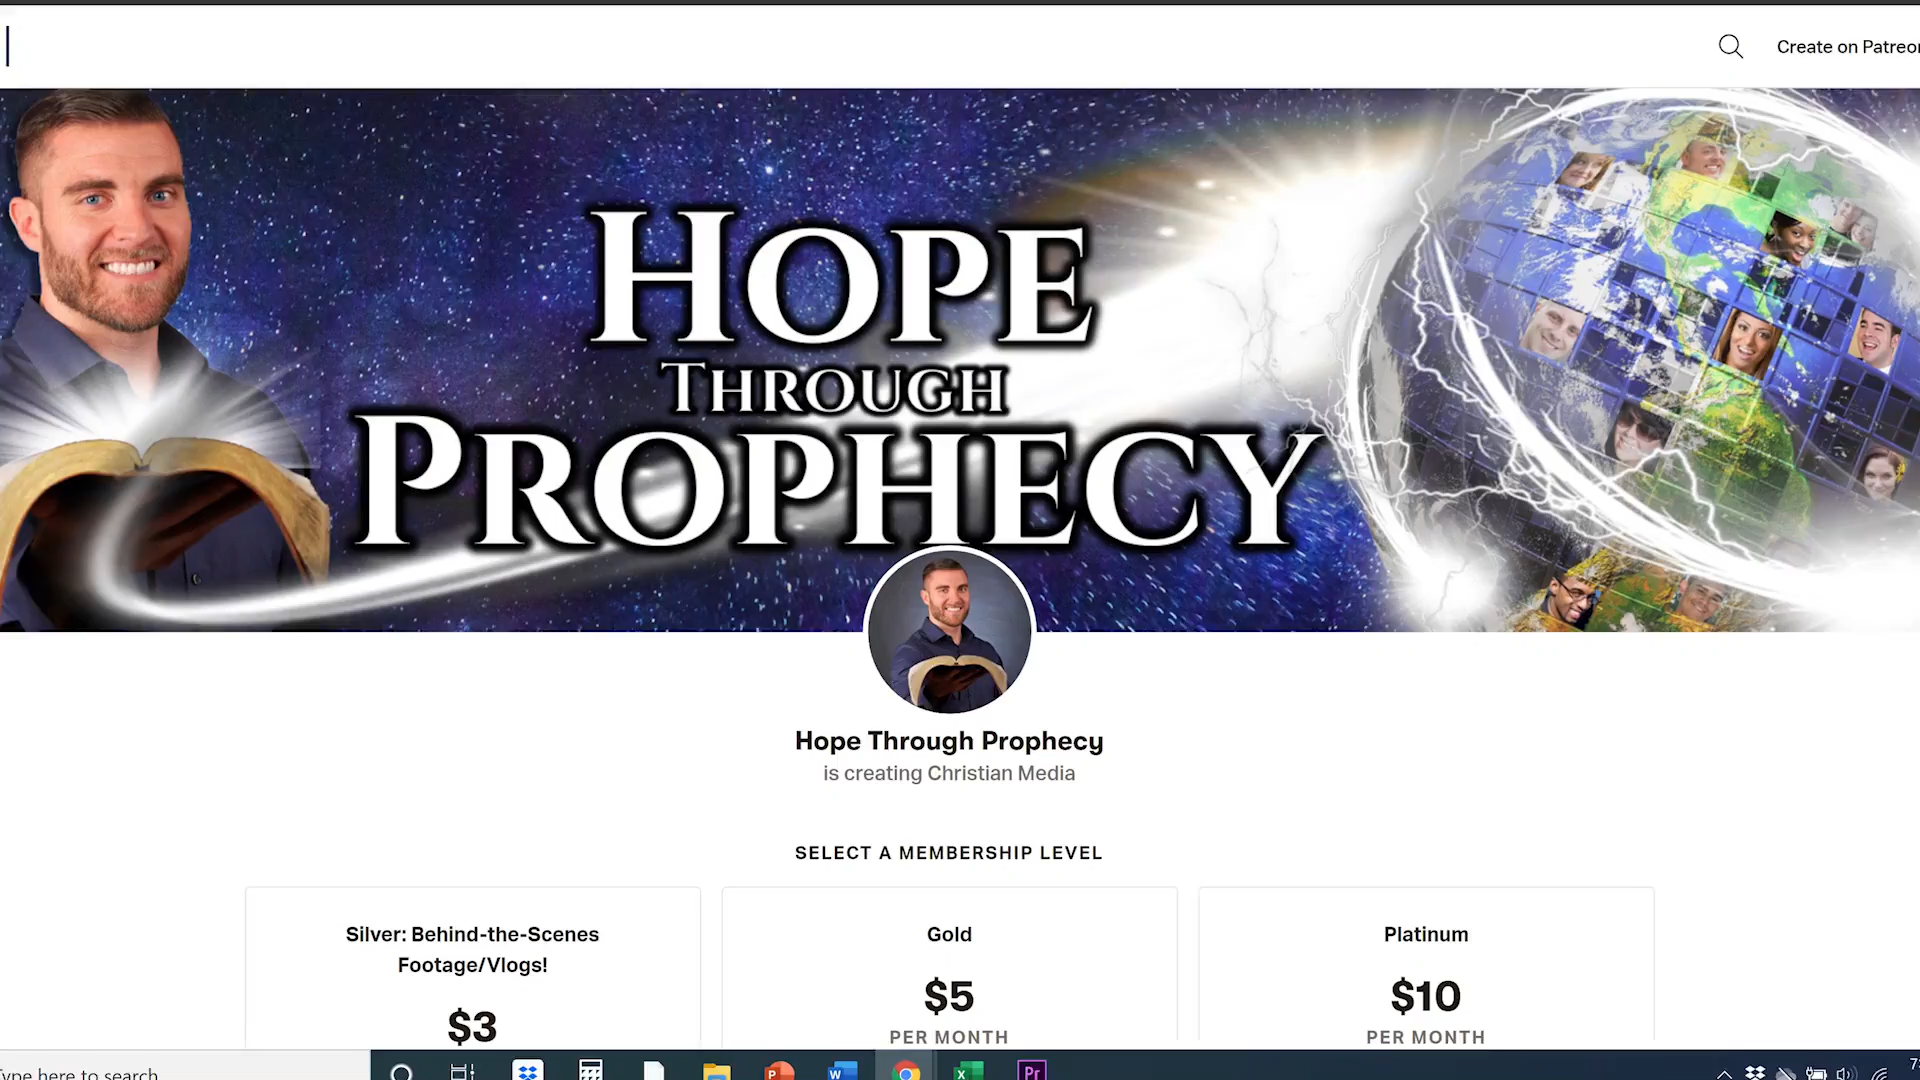 Create on Patreon
HOPE
THROUGH
PROPHECY
Hope Through Prophecy
is creating Christian Media
SELECT A MEMBERSHIP LEVEL
Silver: Behind-the-Scenes
Footage/Vlogs!
$3
Gold
$5
PER MONTH
Platinum
$10
PER MONTH
Type here to search
P
W
X
Pr